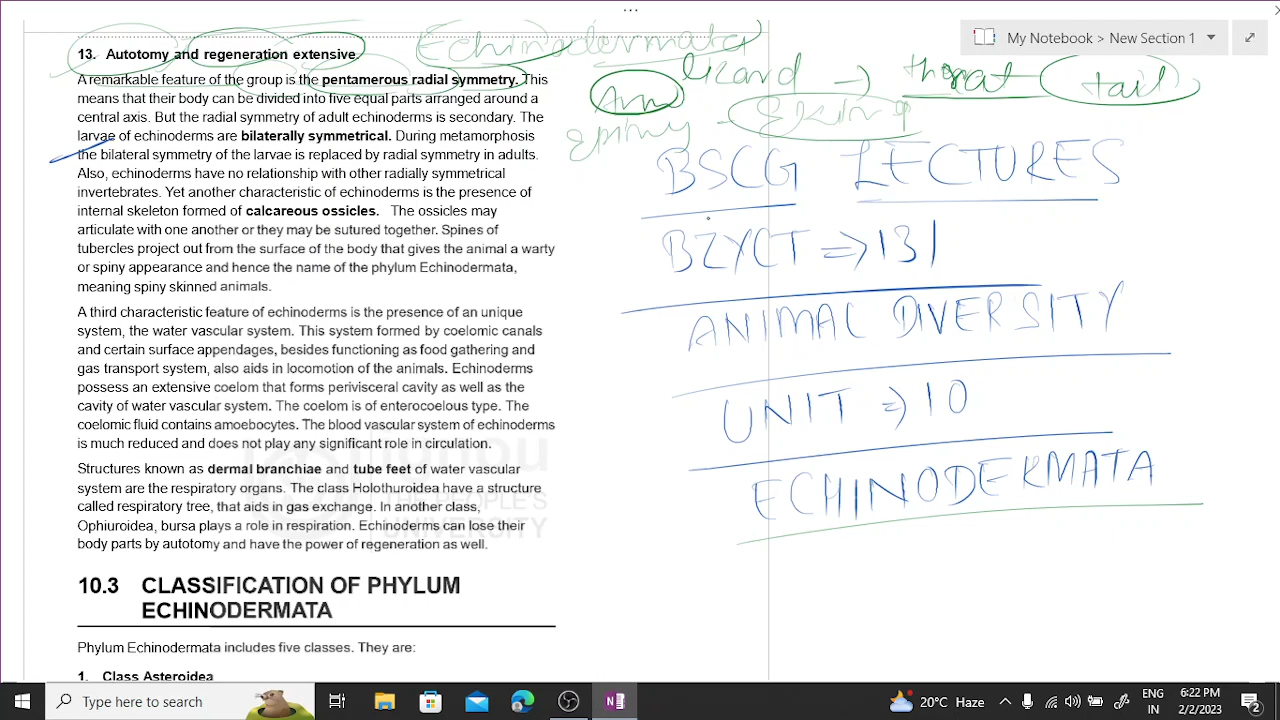 ...
13. Autotomy and regeneration extensive.
A remarkable feature of the group is the pentamerous radial symmetry. This
means that their body can be divided into five equal parts arranged around a
central axis. But the radial symmetry of adult echinoderms is secondary. The
larvae of echinoderms are bilaterally symmetrical. During metamorphosis
the bilateral symmetry of the larvae is replaced by radial symmetry in adults.
Also, echinoderms have no relationship with other radially symmetrical
invertebrates. Yet another characteristic of echinoderms is the presence of
internal skeleton formed of calcareous ossicles. The ossicles may
articulate with one another or they may be sutured together. Spines of
tubercles project out from the surface of the body that gives the animal a warty
or spiny appearance and hence the name of the phylum Echinodermata,
meaning spiny skinned animals.
A third characteristic feature of echinoderms is the presence of an unique
system, the water vascular system. This system formed by coelomic canals
and certain surface appendages, besides functioning as food gathering and
gas transport system, also aids in locomotion of the animals. Echinoderms
possess an extensive coelom that forms perivisceral cavity as well as the
cavity of water vascular system. The coelom is of enterocoelous type. The
coelomic fluid contains amoebocytes. The blood vascular system of echinoderms
is much reduced and does not play any significant role in circulation.
Structures known as dermal branchiae and tube feet of water vascular
system are the respiratory organs. The class Holothuroidea have a structure
called respiratory tree, that aids in gas exchange. In another class,
Ophiuroidea, bursa plays a role in respiration. Echinoderms can lose their
body parts by autotomy and have the power of regeneration as well.
THE PEOPLE'S
UNIVERSITY
10.3 CLASSIFICATION OF PHYLUM
ECHINODERMATA
Phylum Echinodermata includes five classes. They are:
1. Class Asteroidea
Echinodermata
My Notebook > New Section 1
lizard → threat tail
Arm
BSCG LECTURES
BZYCT => 131
ANIMAL DIVERSITY
UNIT => 10
ECHINODERMATA
Type here to search
20°C Haze
ENG
IN
6:22 PM
2/2/2023
2